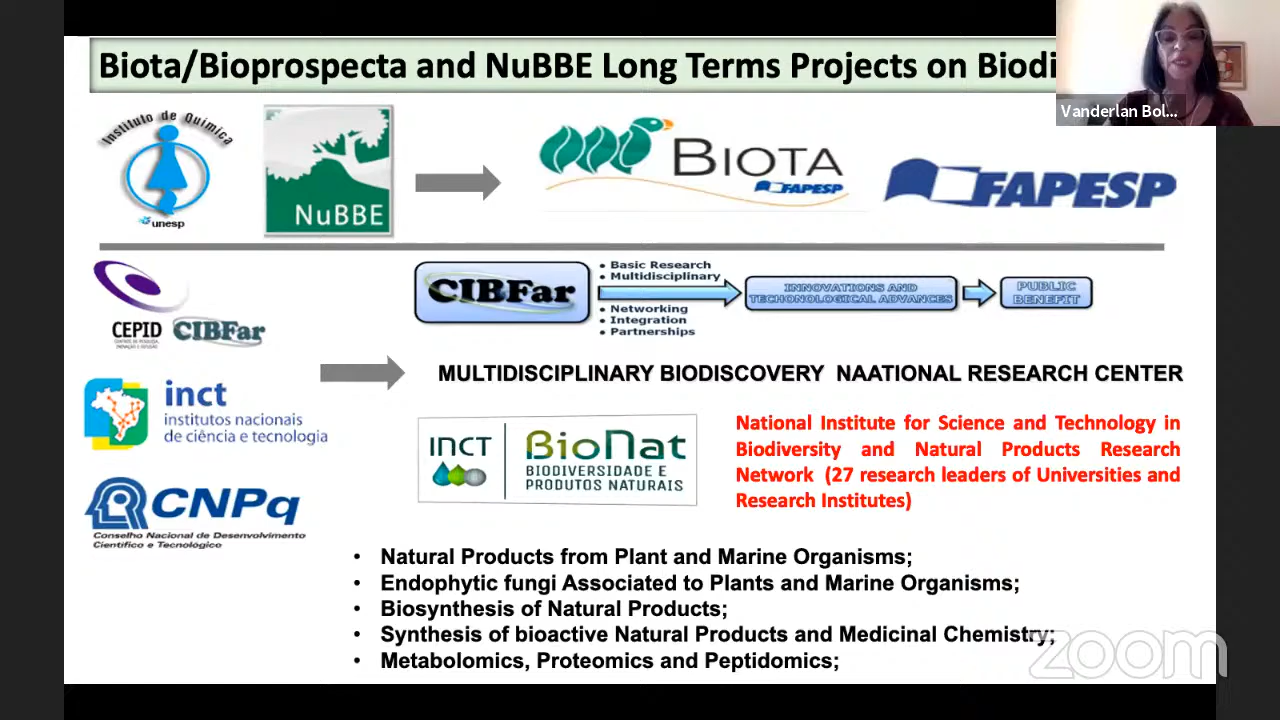 Biota/Bioprospecta and NuBBE Long Terms Projects on Biodi
Vanderlan Bol...
Instituto de Química
unesp
NuBBE
BIOTA
FAPESP
FAPESP
CEPID
CIBFar
CIBFar
• Basic Research
• Multidisciplinary
• Networking
• Integration
• Partnerships
INNOVATIONS AND
TECHONOLOGICAL ADVANCES
PUBLIC
BENEFIT
MULTIDISCIPLINARY BIODISCOVERY NAATIONAL RESEARCH CENTER
inct
institutos nacionais
de ciência e tecnologia
INCT
BioNat
BIODIVERSIDADE E
PRODUTOS NATURAIS
National Institute for Science and Technology in
Biodiversity and Natural Products Research
Network (27 research leaders of Universities and
Research Institutes)
CNPq
Conselho Nacional de Desenvolvimento
Científico e Tecnológico
• Natural Products from Plant and Marine Organisms;
• Endophytic fungi Associated to Plants and Marine Organisms;
• Biosynthesis of Natural Products;
• Synthesis of bioactive Natural Products and Medicinal Chemistry;
• Metabolomics, Proteomics and Peptidomics;
zoom